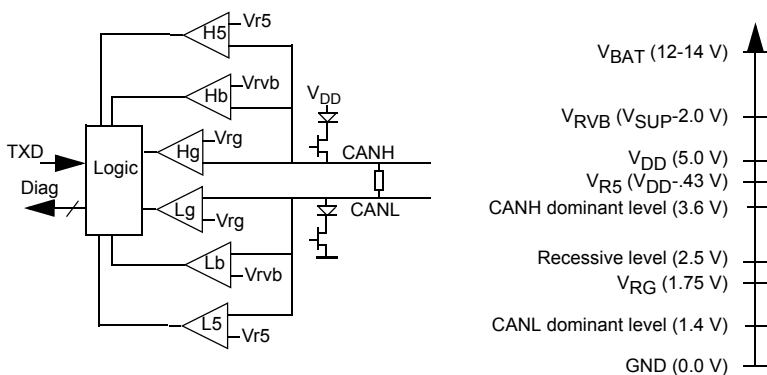 H5
Vr5
Hb
Vrvb
VDD
Hg
Vrg
TXD
Logic
CANH
Diag
Lg
Vrg
CANL
Lb
Vrvb
L5
Vr5
VBAT (12-14 V)
VRVB (VSUP-2.0 V)
VDD (5.0 V)
VR5 (VDD-.43 V)
CANH dominant level (3.6 V)
Recessive level (2.5 V)
VRG (1.75 V)
CANL dominant level (1.4 V)
GND (0.0 V)